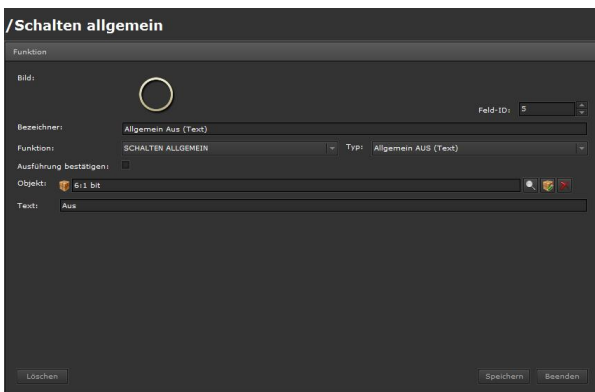 /Schalten allgemein
Funktion
Bild:
Feld-ID: 5
Bezeichner: Allgemein Aus (Text)
Funktion: SCHALTEN ALLGEMEIN Typ: Allgemein AUS (Text)
Ausführung bestätigen:
Objekt: 6:1 bit
Text: Aus
Löschen Speichern Beenden